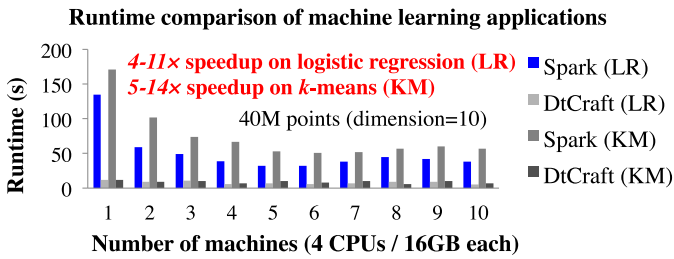 Runtime comparison of machine learning applications
200
150
100
50
0
Runtime (s)
4-11× speedup on logistic regression (LR)
5-14× speedup on k-means (KM)
40M points (dimension=10)
Spark (LR)
DtCraft (LR)
Spark (KM)
DtCraft (KM)
1 2 3 4 5 6 7 8 9 10
Number of machines (4 CPUs / 16GB each)